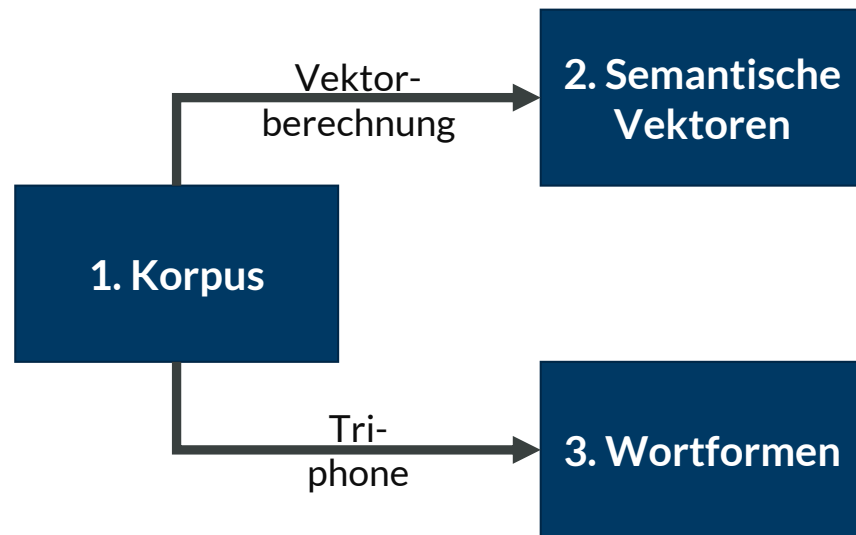 Vektor-
berechnung
2. Semantische
Vektoren
1. Korpus
Tri-
phone
3. Wortformen